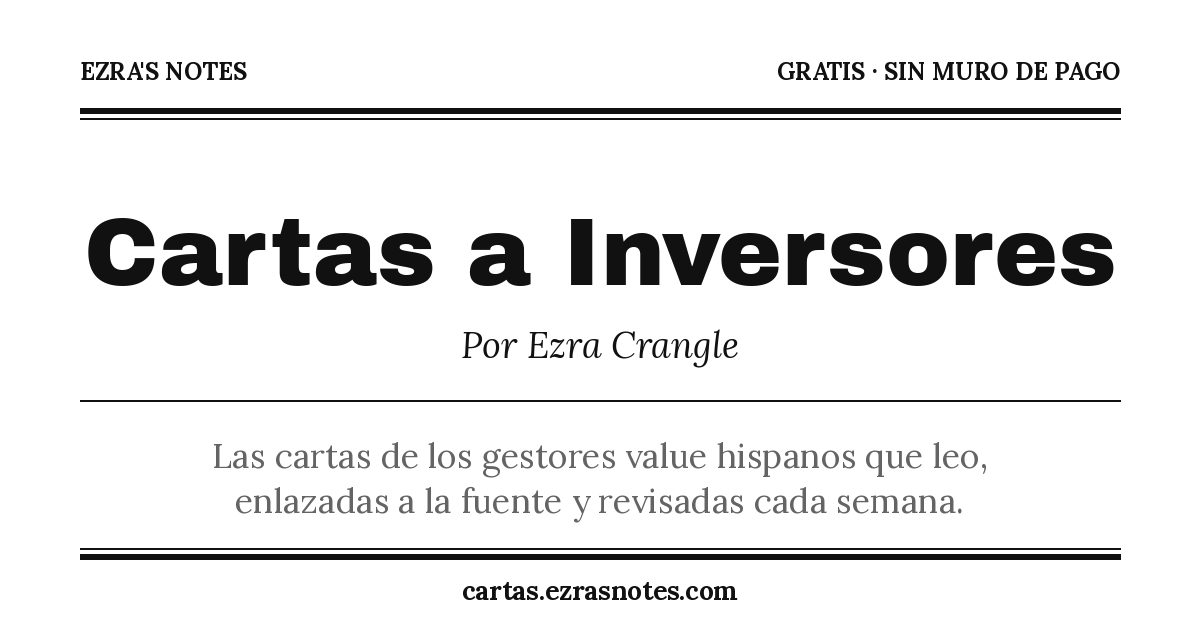 EZRA'S NOTES
GRATIS · SIN MURO DE PAGO
Cartas a Inversores
Por Ezra Crangle
Las cartas de los gestores value hispanos que leo,
enlazadas a la fuente y revisadas cada semana.
cartas.ezrasnotes.com